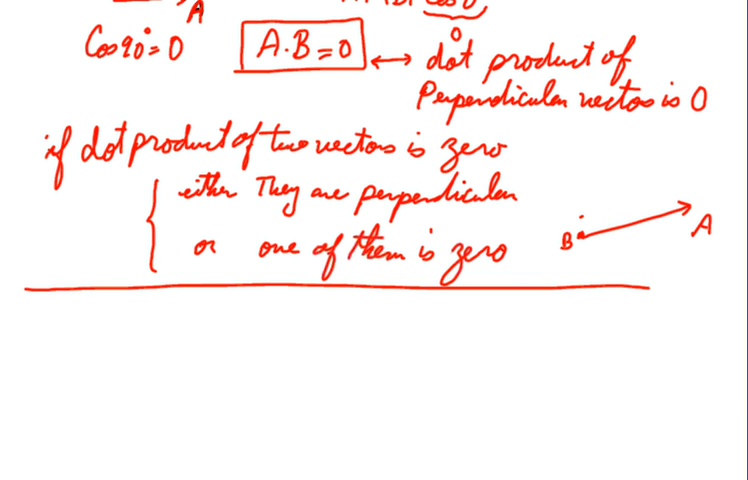 A
Cos90°=0 A.B=0 ↔ dot product of
0
Perpendicular vectors is 0
if dot product of two vectors is zero
either They are perpendicular
or one of them is zero
B A